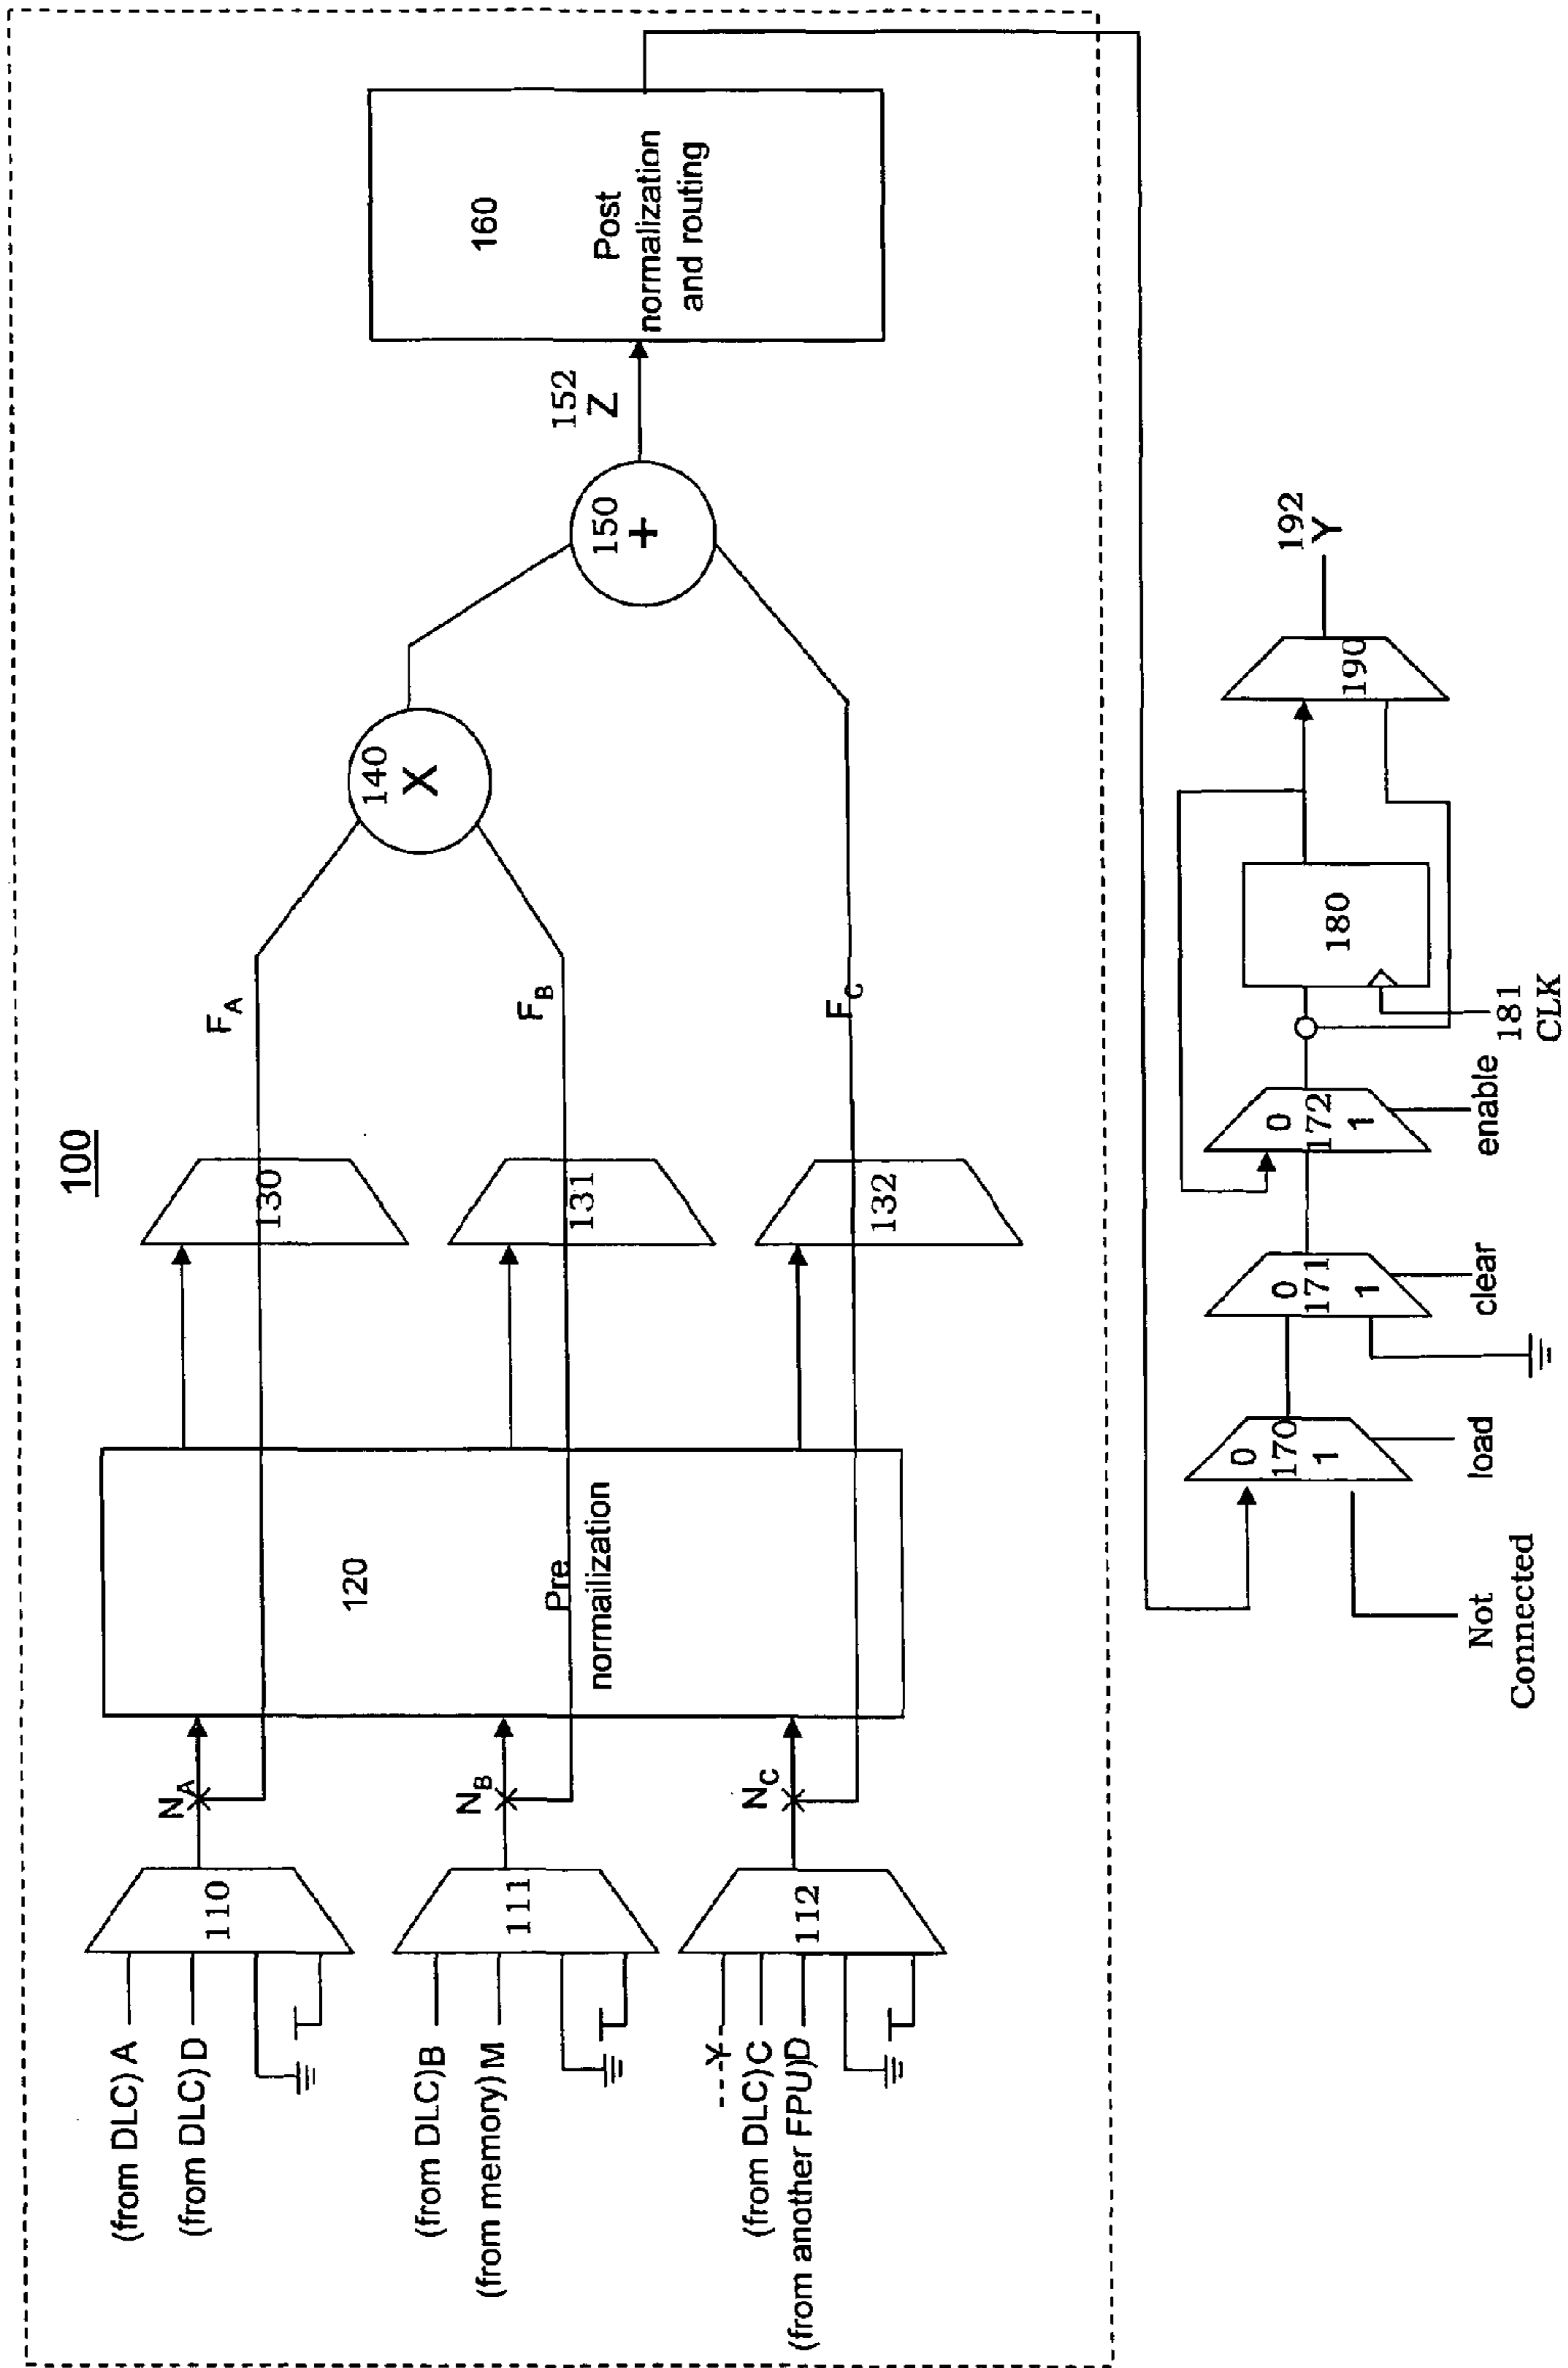 100
(from DLC) A
(from DLC) D
110
N_A
(from DLC)B
(from memory) M
111
N_B
---Y-
(from DLC)C
(from another FPU)D
112
N_C
120
Pre
normailization
130
131
132
F_A
F_B
F_C
140
X
150
+
152
Z
160
Post
normalization
and routing
Not
Connected
0
170
1
load
0
171
1
clear
0
172
1
enable
181
CLK
180
190
192
Y